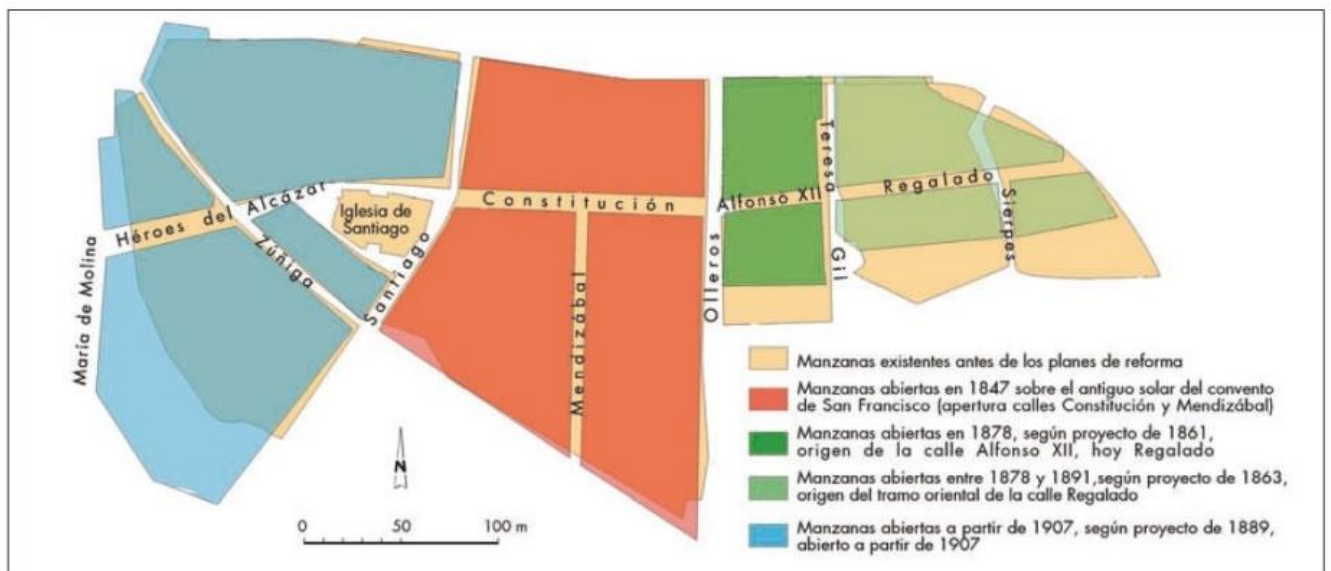 Teresa
Regalado
Alfonso XII
Constitución
Héroes del Alcázar
Iglesia de
Santiago
Sierpes
Zúñiga
Santiago
Olleros
Gil
María de Molina
Mendizábal
Manzanas existentes antes de los planes de reforma
Manzanas abiertas en 1847 sobre el antiguo solar del convento
de San Francisco (apertura calles Constitución y Mendizábal)
Manzanas abiertas en 1878, según proyecto de 1861,
origen de la calle Alfonso XII, hoy Regalado
Manzanas abiertas entre 1878 y 1891,según proyecto de 1863,
origen del tramo oriental de la calle Regalado
Manzanas abiertas a partir de 1907, según proyecto de 1889,
abierto a partir de 1907
N
0 50 100 m